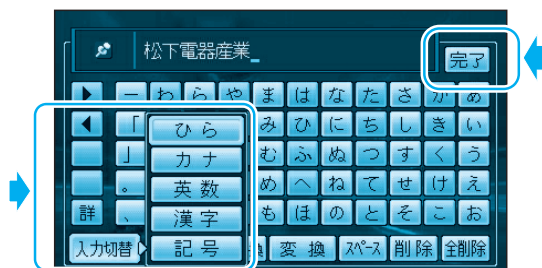 松下電器産業_
完了
▶ ー わ ら や ま は な た さ か あ
◀ 「 ひら み ひ に ち し き い
」 カナ む ふ ぬ つ す く う
。 英数 め へ ね て せ け え
詳 、 漢字 も ほ の と そ こ お
入力切替 記号 変換 スペース 削除 全削除